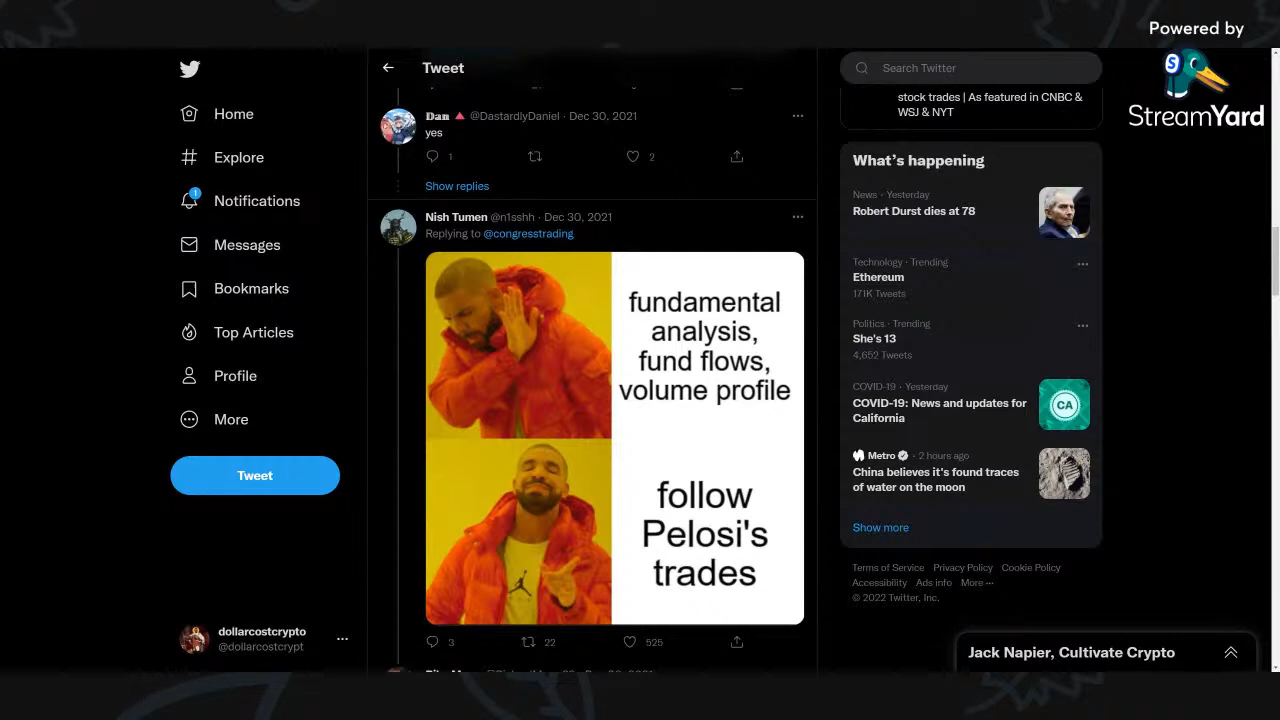 Powered by
StreamYard
Home
Explore
1
Notifications
Messages
Bookmarks
Top Articles
Profile
More
Tweet
dollarcostcrypto
@dollarcostcrypt
Tweet
Dan 🔺 @DastardlyDaniel · Dec 30, 2021
yes
1
2
Show replies
Nish Tumen @n1sshh · Dec 30, 2021
Replying to @congresstrading
fundamental
analysis,
fund flows,
volume profile
follow
Pelosi's
trades
3
22
525
Search Twitter
stock trades | As featured in CNBC &
WSJ & NYT
What's happening
News · Yesterday
Robert Durst dies at 78
Technology · Trending
Ethereum
171K Tweets
Politics · Trending
She's 13
4,652 Tweets
COVID-19 · Yesterday
COVID-19: News and updates for
California
CA
Metro · 2 hours ago
China believes it's found traces
of water on the moon
Show more
Terms of Service Privacy Policy Cookie Policy
Accessibility Ads info More ···
© 2022 Twitter, Inc.
Jack Napier, Cultivate Crypto